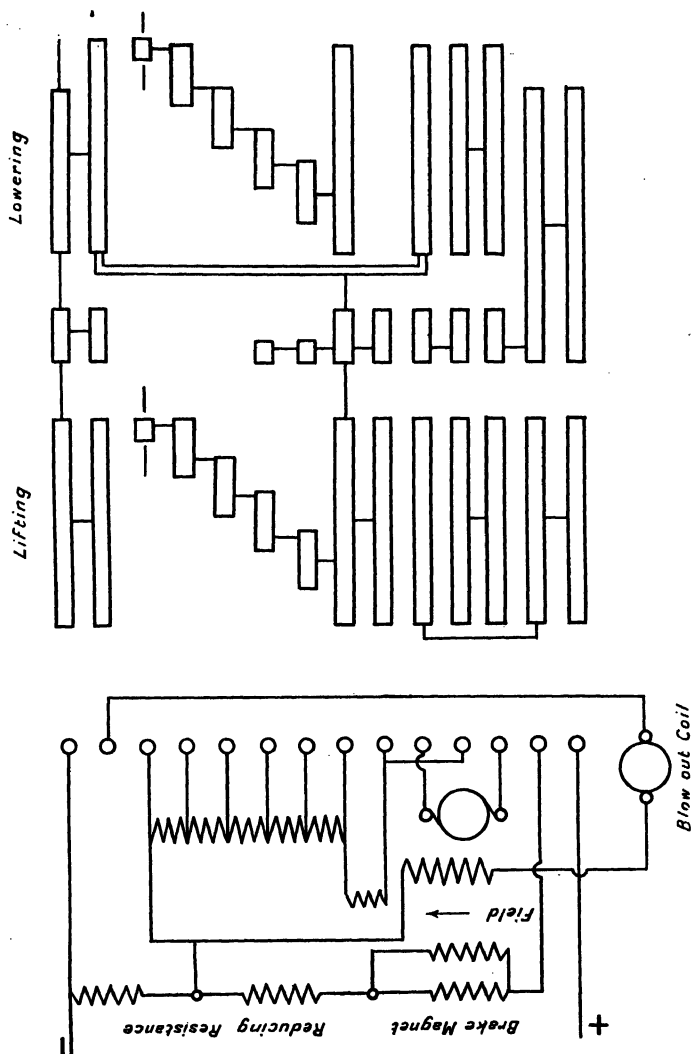 Lowering
Lifting
Blow out Coil
Field
Reducing Resistance
Brake Magnet
−
+